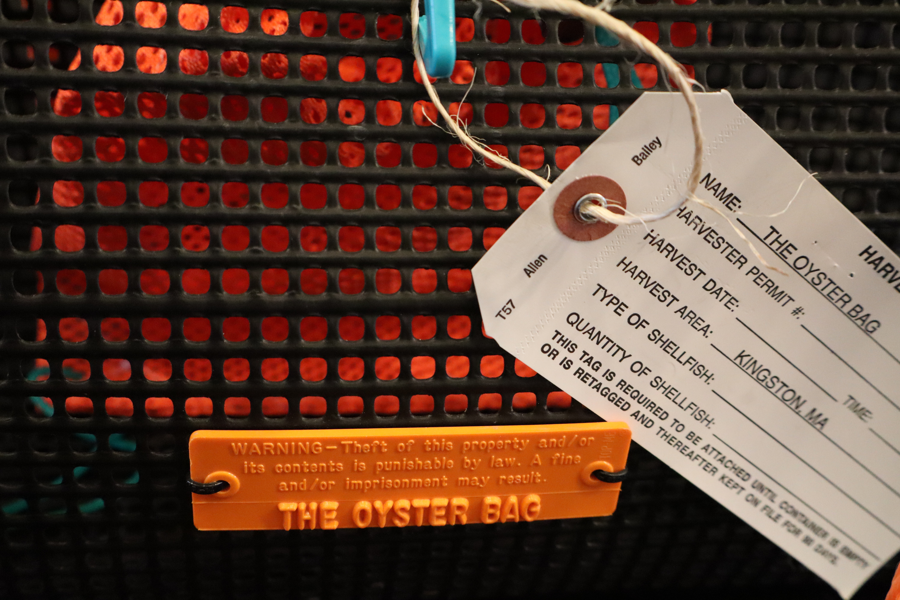 WARNING—Theft of this property and/or
its contents is punishable by law. A fine
and/or imprisonment may result.
THE OYSTER BAG
Bailey
Allen
T57
HARV
NAME: THE OYSTER BAG
HARVESTER PERMIT #:
HARVEST DATE: TIME:
HARVEST AREA: KINGSTON, MA
TYPE OF SHELLFISH:
QUANTITY OF SHELLFISH:
THIS TAG IS REQUIRED TO BE ATTACHED UNTIL CONTAINER IS EMPTY
OR IS RETAGGED AND THEREAFTER KEPT ON FILE FOR 90 DAYS.